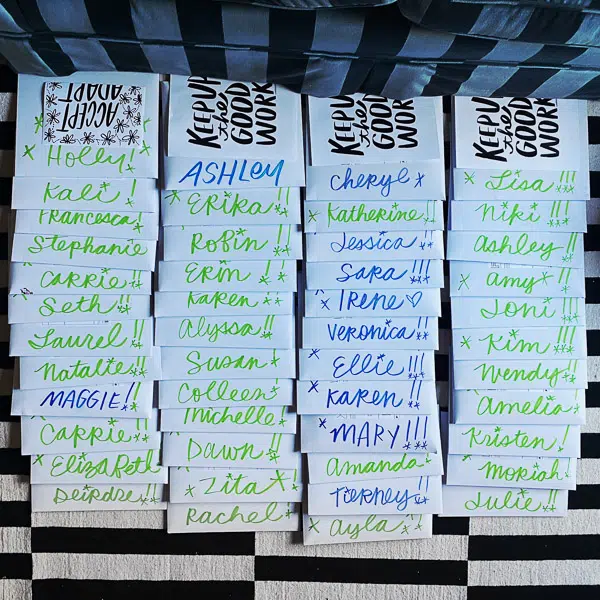 ACCEPT
ADAPT
Holly!
Kali!
Francesca!
Stephanie
Carrie!!
Seth!!
Laurel!!
Natalie!!
MAGGIE!!
Carrie!!
Elizabeth
Deirdre!!
KEEP UP
the
GOOD
WORK
ASHLEY
Erika!!
Robin!!
Erin!!
Karen!!
Alyssa!!
Susan!
Colleen!
Michelle
Dawn!!
Zita
Rachel
KEEP UP
the
GOOD
WORK
Cheryl
Katherine!!
Jessica!!
Sara!!!
Irene♡
Veronica!!
Ellie!!!
Karen!!
MARY!!!
Amanda
Tierney!!
Ayla!!
KEEP UP
the
GOOD
WORK
Lisa!!!
Niki!!
Ashley!!
Amy!!
Joni!!!
Kim!!!
Wendy!!
Amelia
Kristen!
Moriah
Julie!!